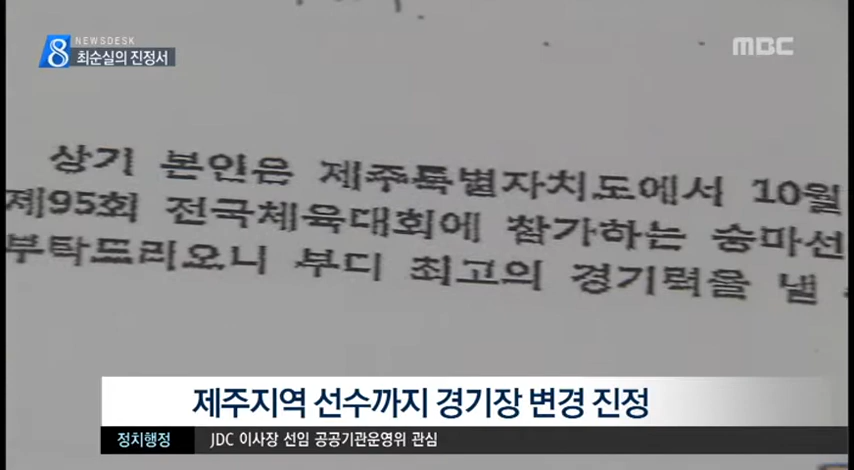 NEWSDESK
8 최순실의 진정서
MBC
상기 본인은 제주특별자치도에서 10월
제95회 전국체육대회에 참가하는 승마선
부탁드리오니 부디 최고의 경기력을 낼
제주지역 선수까지 경기장 변경 진정
정치행정 JDC 이사장 선임 공공기관운영위 관심